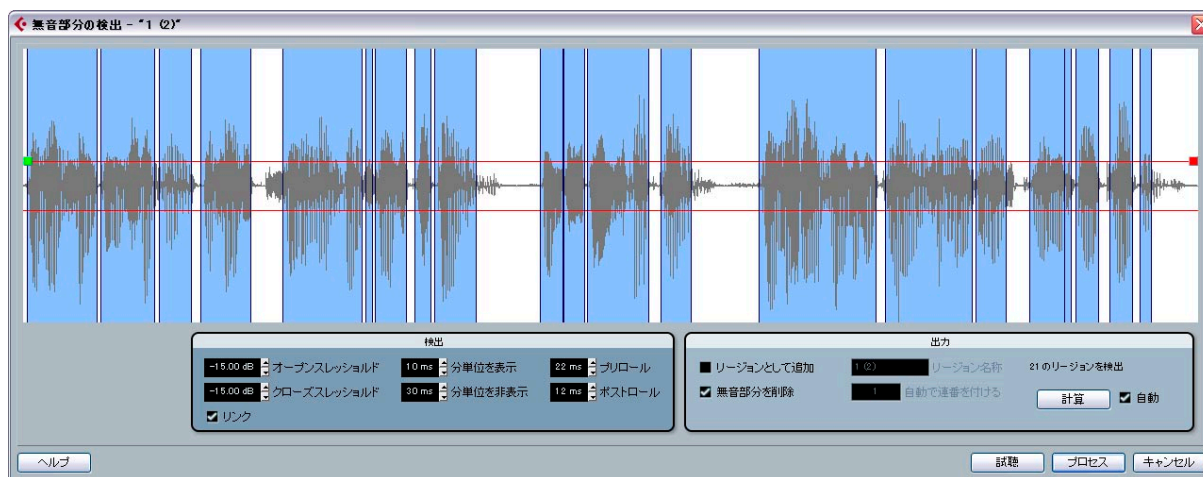 無音部分の検出 - "1 (2)"
検出
-15.00 dB オープンスレッショルド 10 ms 分単位を表示 22 ms プリロール
-15.00 dB クローズスレッショルド 30 ms 分単位を非表示 12 ms ポストロール
リンク
出力
リージョンとして追加 1 (2) リージョン名称 21のリージョンを検出
無音部分を削除 1 自動で連番を付ける 計算 自動
ヘルプ 試聴 プロセス キャンセル